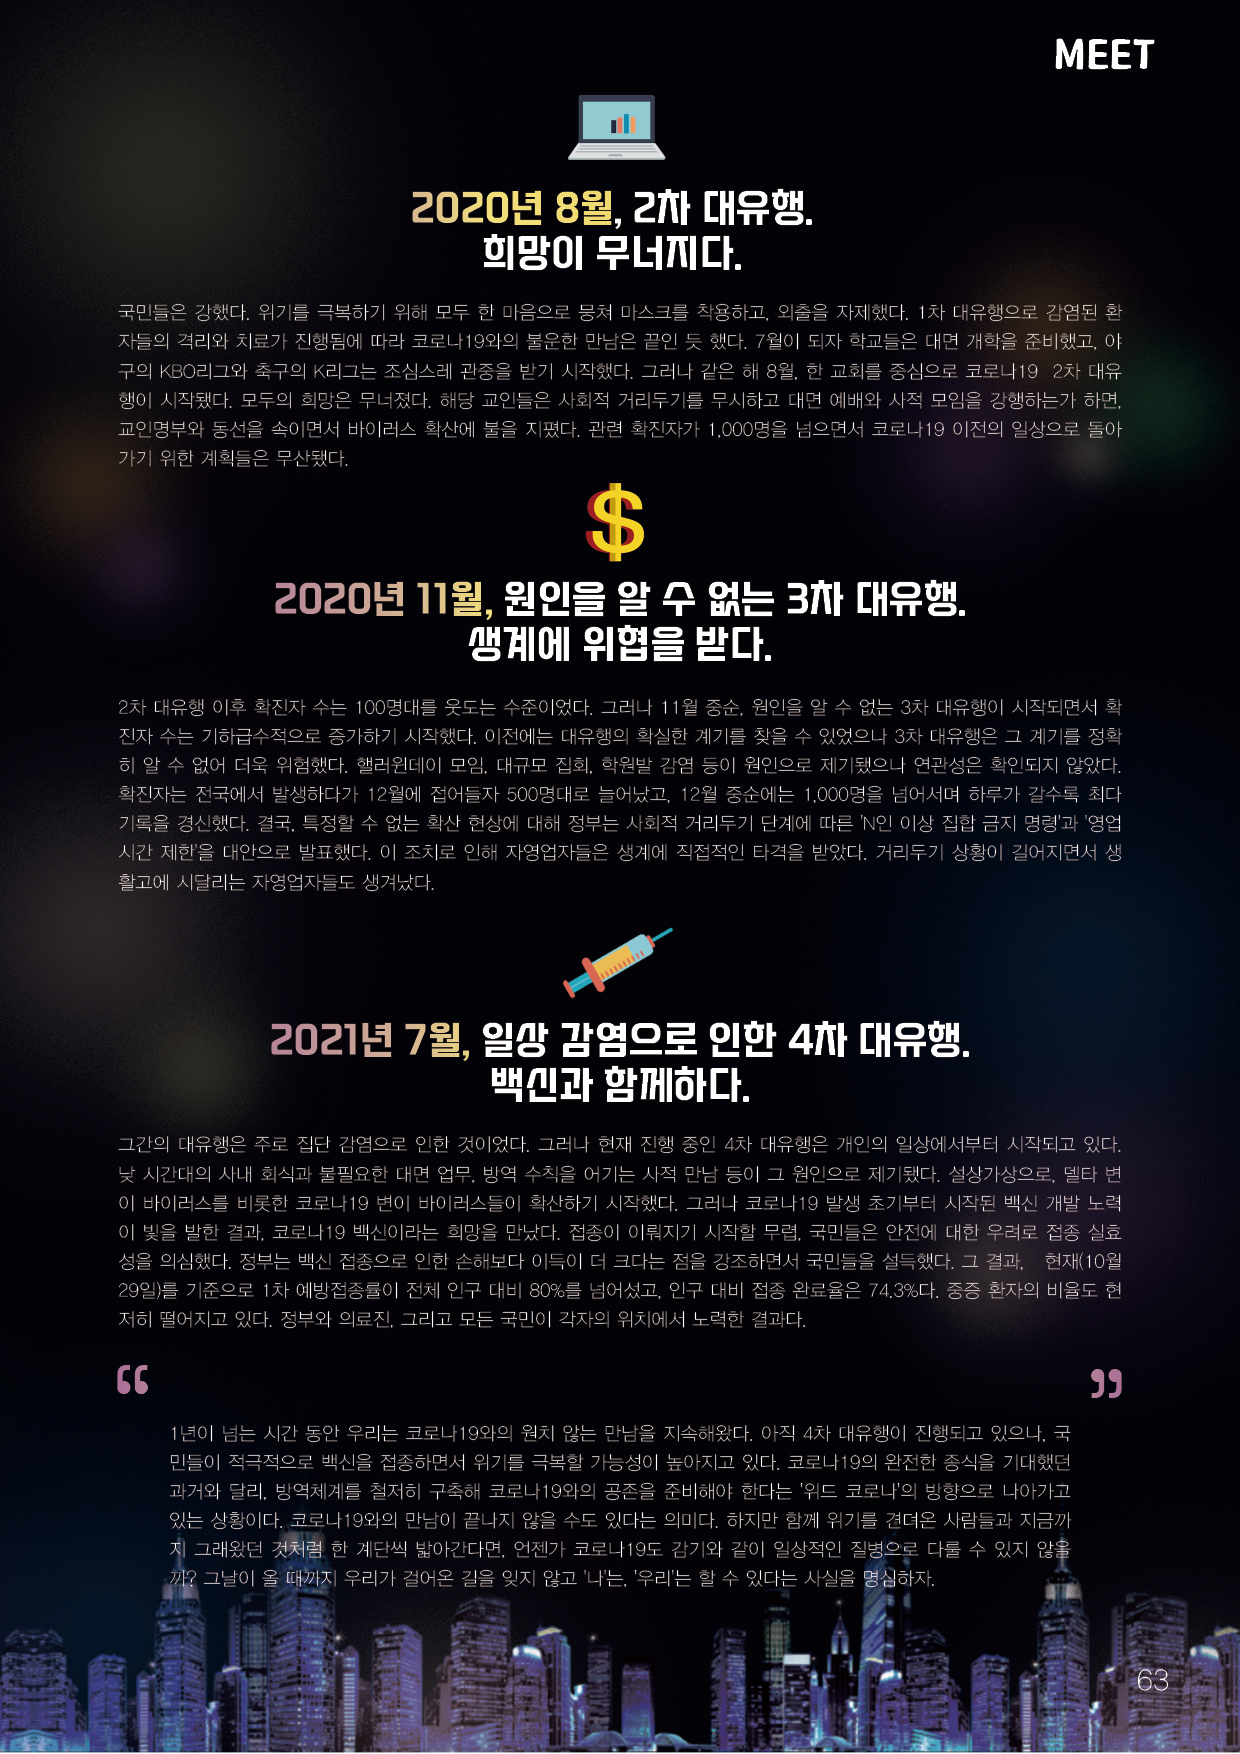 MEET
2020년 8월, 2차 대유행.
희망이 무너지다.
국민들은 강했다. 위기를 극복하기 위해 모두 한 마음으로 뭉쳐 마스크를 착용하고, 외출을 자제했다. 1차 대유행으로 감염된 환
자들의 격리와 치료가 진행됨에 따라 코로나19와의 불운한 만남은 끝인 듯 했다. 7월이 되자 학교들은 대면 개학을 준비했고, 야
구의 KBO리그와 축구의 K리그는 조심스레 관중을 받기 시작했다. 그러나 같은 해 8월, 한 교회를 중심으로 코로나19 2차 대유
행이 시작됐다. 모두의 희망은 무너졌다. 해당 교인들은 사회적 거리두기를 무시하고 대면 예배와 사적 모임을 강행하는가 하면,
교인명부와 동선을 속이면서 바이러스 확산에 불을 지폈다. 관련 확진자가 1,000명을 넘으면서 코로나19 이전의 일상으로 돌아
가기 위한 계획들은 무산됐다.
$
2020년 11월, 원인을 알 수 없는 3차 대유행.
생계에 위협을 받다.
2차 대유행 이후 확진자 수는 100명대를 웃도는 수준이었다. 그러나 11월 중순, 원인을 알 수 없는 3차 대유행이 시작되면서 확
진자 수는 기하급수적으로 증가하기 시작했다. 이전에는 대유행의 확실한 계기를 찾을 수 있었으나 3차 대유행은 그 계기를 정확
히 알 수 없어 더욱 위험했다. 핼러윈데이 모임, 대규모 집회, 학원발 감염 등이 원인으로 제기됐으나 연관성은 확인되지 않았다.
확진자는 전국에서 발생하다가 12월에 접어들자 500명대로 늘어났고, 12월 중순에는 1,000명을 넘어서며 하루가 갈수록 최다
기록을 경신했다. 결국, 특정할 수 없는 확산 현상에 대해 정부는 사회적 거리두기 단계에 따른 'N인 이상 집합 금지 명령'과 '영업
시간 제한'을 대안으로 발표했다. 이 조치로 인해 자영업자들은 생계에 직접적인 타격을 받았다. 거리두기 상황이 길어지면서 생
활고에 시달리는 자영업자들도 생겨났다.
2021년 7월, 일상 감염으로 인한 4차 대유행.
백신과 함께하다.
그간의 대유행은 주로 집단 감염으로 인한 것이었다. 그러나 현재 진행 중인 4차 대유행은 개인의 일상에서부터 시작되고 있다.
낮 시간대의 사내 회식과 불필요한 대면 업무, 방역 수칙을 어기는 사적 만남 등이 그 원인으로 제기됐다. 설상가상으로, 델타 변
이 바이러스를 비롯한 코로나19 변이 바이러스들이 확산하기 시작했다. 그러나 코로나19 발생 초기부터 시작된 백신 개발 노력
이 빛을 발한 결과, 코로나19 백신이라는 희망을 만났다. 접종이 이뤄지기 시작할 무렵, 국민들은 안전에 대한 우려로 접종 실효
성을 의심했다. 정부는 백신 접종으로 인한 손해보다 이득이 더 크다는 점을 강조하면서 국민들을 설득했다. 그 결과, 현재(10월
29일)를 기준으로 1차 예방접종률이 전체 인구 대비 80%를 넘어섰고, 인구 대비 접종 완료율은 74.3%다. 중증 환자의 비율도 현
저히 떨어지고 있다. 정부와 의료진, 그리고 모든 국민이 각자의 위치에서 노력한 결과다.
“ ”
1년이 넘는 시간 동안 우리는 코로나19와의 원치 않는 만남을 지속해왔다. 아직 4차 대유행이 진행되고 있으나, 국
민들이 적극적으로 백신을 접종하면서 위기를 극복할 가능성이 높아지고 있다. 코로나19의 완전한 종식을 기대했던
과거와 달리, 방역체계를 철저히 구축해 코로나19와의 공존을 준비해야 한다는 '위드 코로나'의 방향으로 나아가고
있는 상황이다. 코로나19와의 만남이 끝나지 않을 수도 있다는 의미다. 하지만 함께 위기를 견뎌온 사람들과 지금까
지 그래왔던 것처럼 한 계단씩 밟아간다면, 언젠가 코로나19도 감기와 같이 일상적인 질병으로 다룰 수 있지 않을
까? 그날이 올 때까지 우리가 걸어온 길을 잊지 않고 '나'는, '우리'는 할 수 있다는 사실을 명심하자.
63